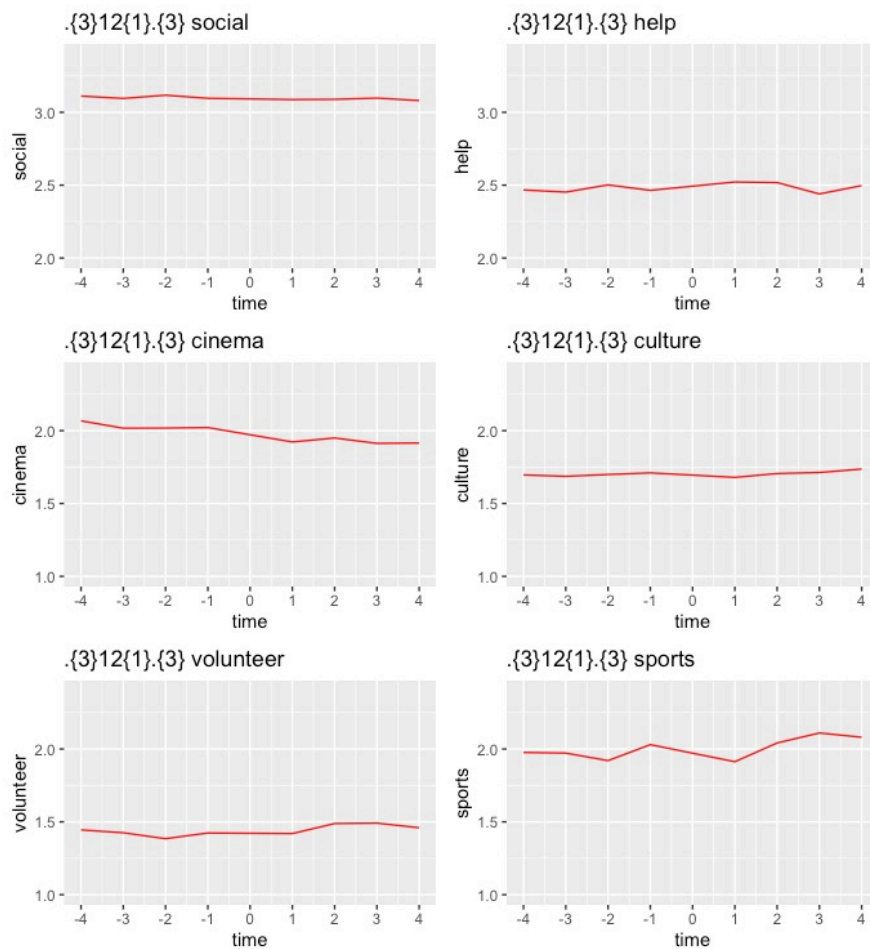 .{3}12{1}.{3} social
3.0
2.5
2.0
social
-4 -3 -2 -1 0 1 2 3 4
time
.{3}12{1}.{3} help
3.0
2.5
2.0
help
-4 -3 -2 -1 0 1 2 3 4
time
.{3}12{1}.{3} cinema
2.0
1.5
1.0
cinema
-4 -3 -2 -1 0 1 2 3 4
time
.{3}12{1}.{3} culture
2.0
1.5
1.0
culture
-4 -3 -2 -1 0 1 2 3 4
time
.{3}12{1}.{3} volunteer
2.0
1.5
1.0
volunteer
-4 -3 -2 -1 0 1 2 3 4
time
.{3}12{1}.{3} sports
2.0
1.5
1.0
sports
-4 -3 -2 -1 0 1 2 3 4
time